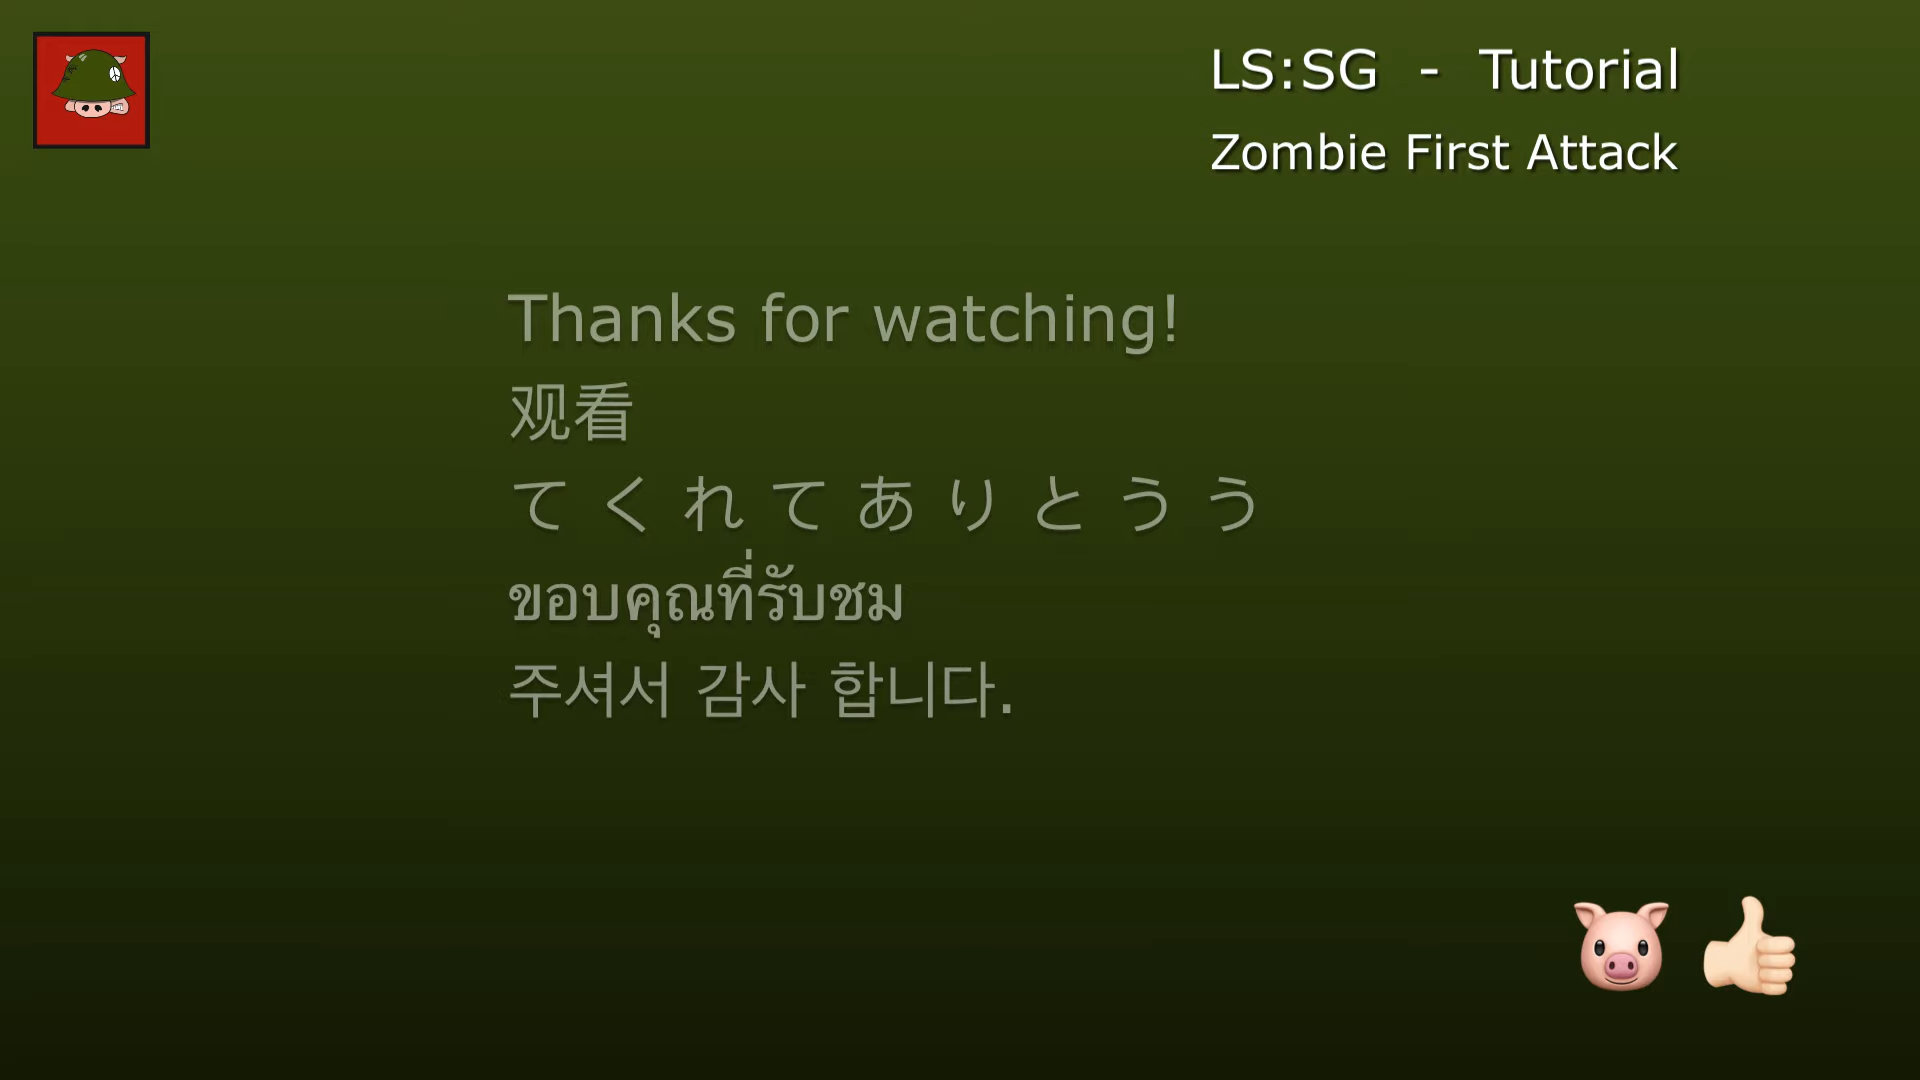 LS:SG - Tutorial
Zombie First Attack
Thanks for watching!
观看
て く れ て あ り と う う
ขอบคุณที่รับชม
주셔서 감사 합니다.